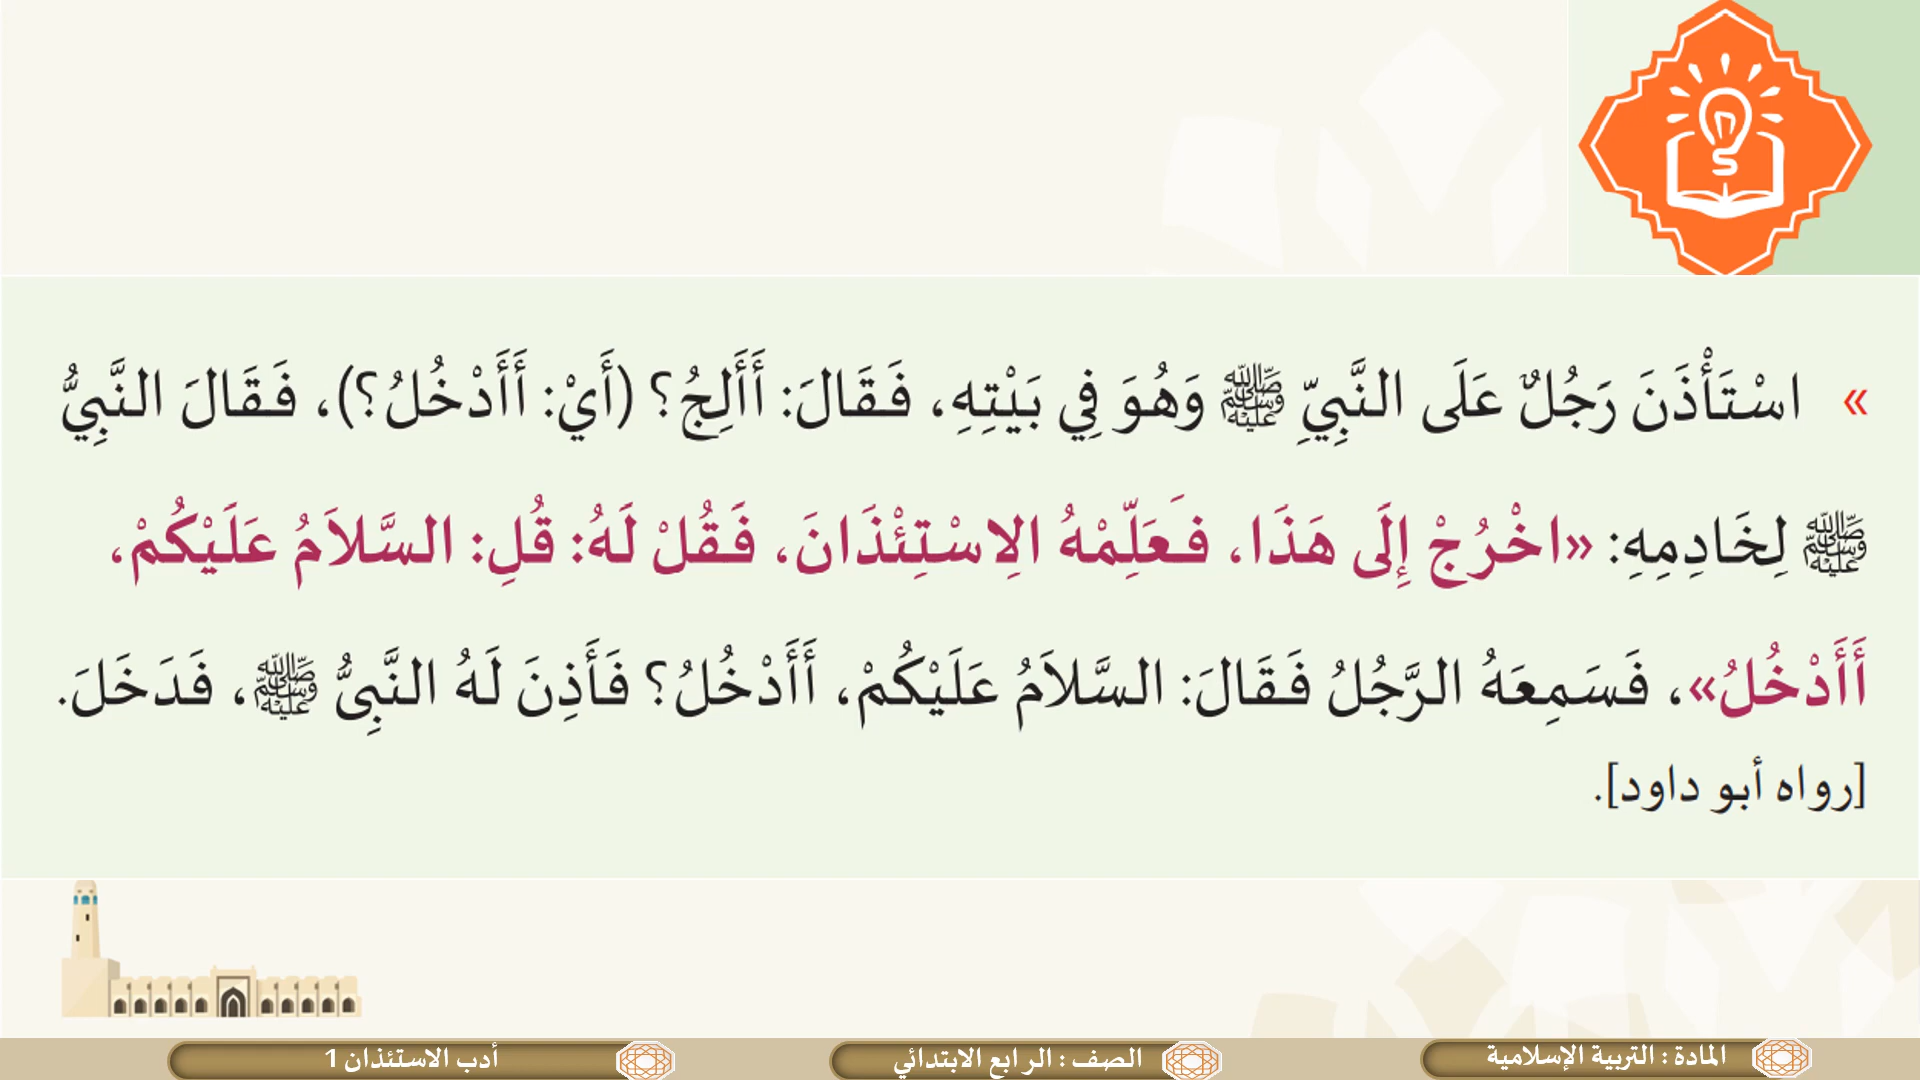 » اسْتَأْذَنَ رَجُلٌ عَلَى النَّبِيِّ ﷺ وَهُوَ فِي بَيْتِهِ، فَقَالَ: أَأَلِجُ؟ (أَيْ: أَأَدْخُلُ؟)، فَقَالَ النَّبِيُّ
ﷺ لِخَادِمِهِ: «اخْرُجْ إِلَى هَذَا، فَعَلِّمْهُ الِاسْتِئْذَانَ، فَقُلْ لَهُ: قُلِ: السَّلاَمُ عَلَيْكُمْ،
أَأَدْخُلُ»، فَسَمِعَهُ الرَّجُلُ فَقَالَ: السَّلاَمُ عَلَيْكُمْ، أَأَدْخُلُ؟ فَأَذِنَ لَهُ النَّبِىُّ ﷺ، فَدَخَلَ.
[رواه أبو داود].
المادة : التربية الإسلامية
الصف : الرابع الابتدائي
أدب الاستئذان 1